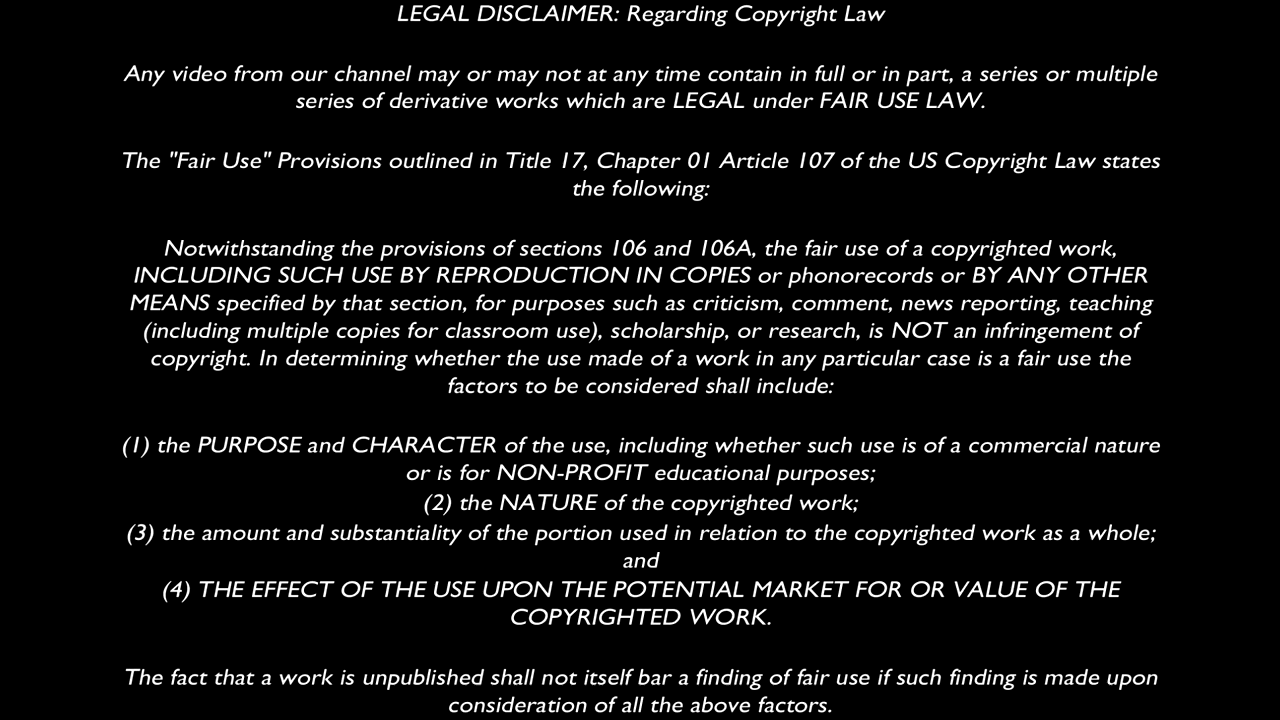 LEGAL DISCLAIMER: Regarding Copyright Law
Any video from our channel may or may not at any time contain in full or in part, a series or multiple
series of derivative works which are LEGAL under FAIR USE LAW.
The "Fair Use" Provisions outlined in Title 17, Chapter 01 Article 107 of the US Copyright Law states
the following:
Notwithstanding the provisions of sections 106 and 106A, the fair use of a copyrighted work,
INCLUDING SUCH USE BY REPRODUCTION IN COPIES or phonorecords or BY ANY OTHER
MEANS specified by that section, for purposes such as criticism, comment, news reporting, teaching
(including multiple copies for classroom use), scholarship, or research, is NOT an infringement of
copyright. In determining whether the use made of a work in any particular case is a fair use the
factors to be considered shall include:
(1) the PURPOSE and CHARACTER of the use, including whether such use is of a commercial nature
or is for NON-PROFIT educational purposes;
(2) the NATURE of the copyrighted work;
(3) the amount and substantiality of the portion used in relation to the copyrighted work as a whole;
and
(4) THE EFFECT OF THE USE UPON THE POTENTIAL MARKET FOR OR VALUE OF THE
COPYRIGHTED WORK.
The fact that a work is unpublished shall not itself bar a finding of fair use if such finding is made upon
consideration of all the above factors.